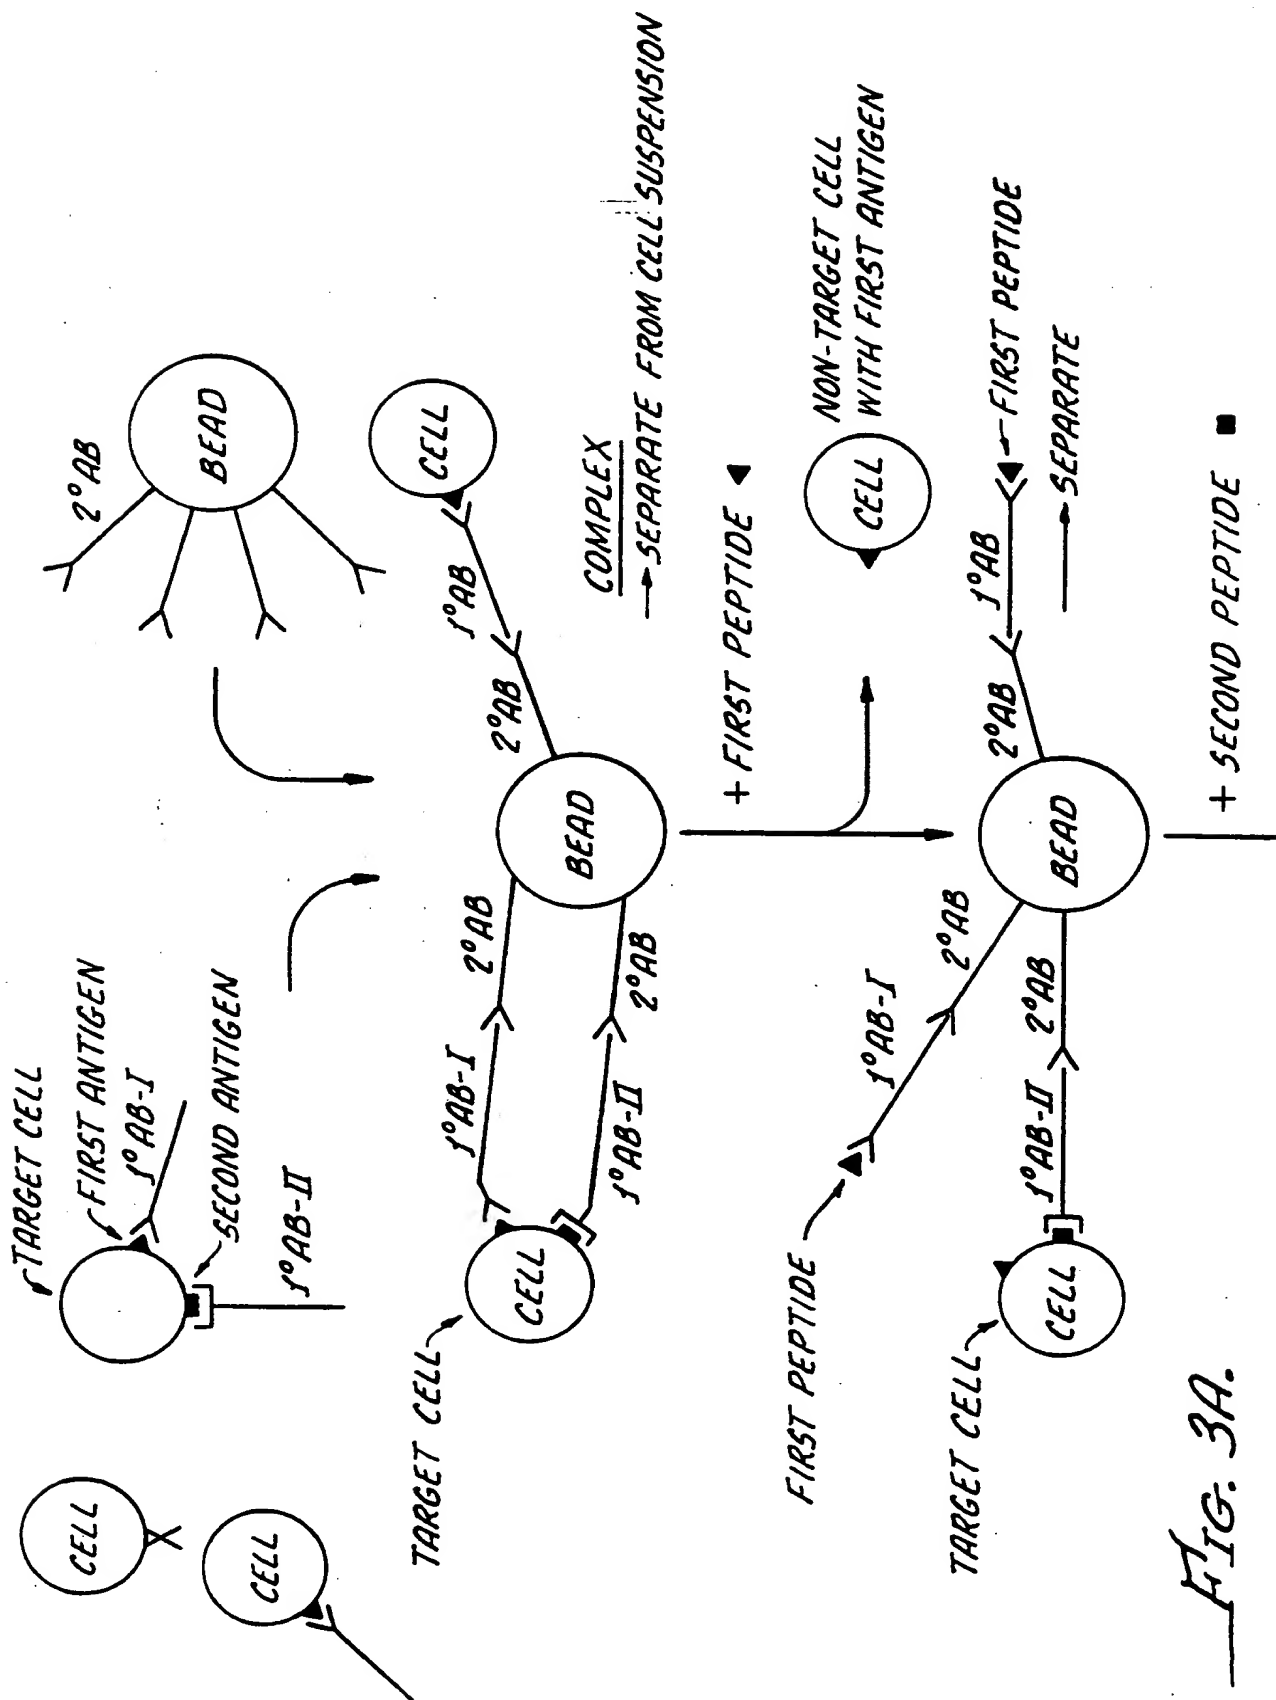 CELL
CELL
TARGET CELL
FIRST ANTIGEN
1° AB-I
SECOND ANTIGEN
1° AB-II
2° AB
BEAD
TARGET CELL
CELL
1° AB-I
2° AB
1° AB-II
2° AB
BEAD
2° AB
1° AB
CELL
COMPLEX
SEPARATE FROM CELL SUSPENSION
+ FIRST PEPTIDE
CELL
NON-TARGET CELL
WITH FIRST ANTIGEN
FIRST PEPTIDE
1° AB-I
2° AB
TARGET CELL
CELL
1° AB-II
2° AB
BEAD
2° AB
1° AB
FIRST PEPTIDE
SEPARATE
+ SECOND PEPTIDE
FIG. 3A.